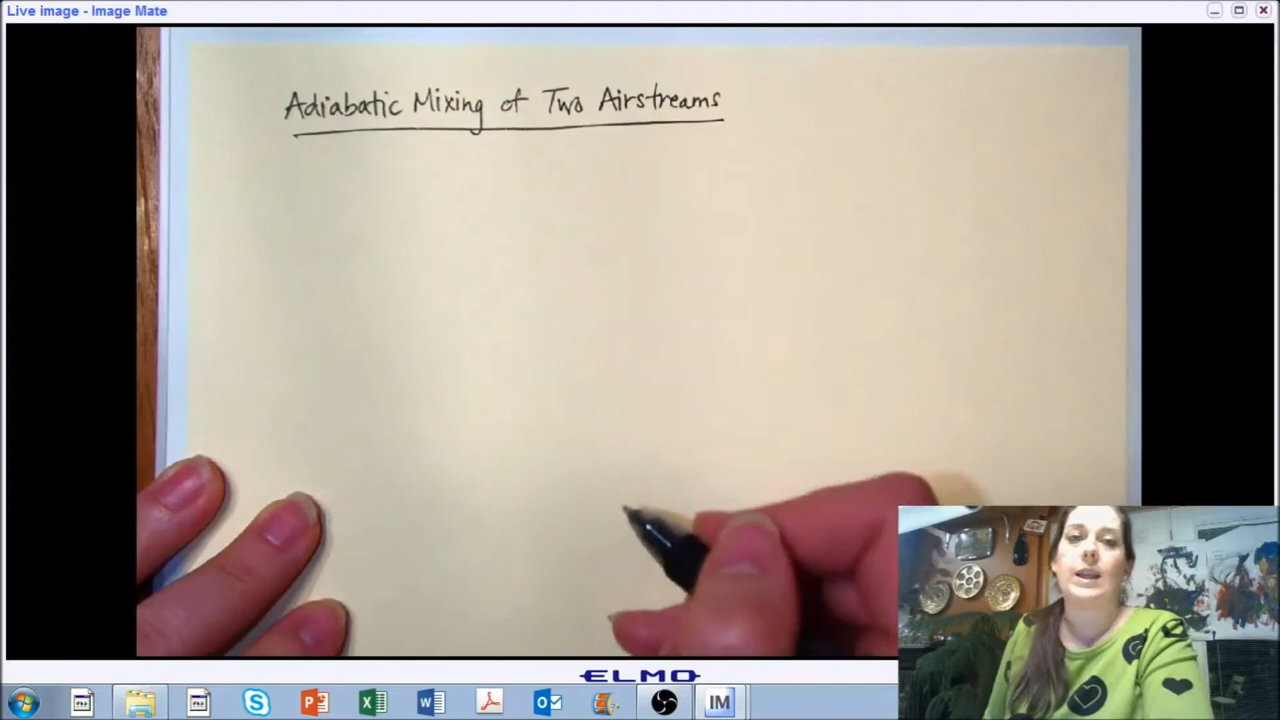 Live image - Image Mate
Adiabatic Mixing of Two Airstreams
ELMO
IM